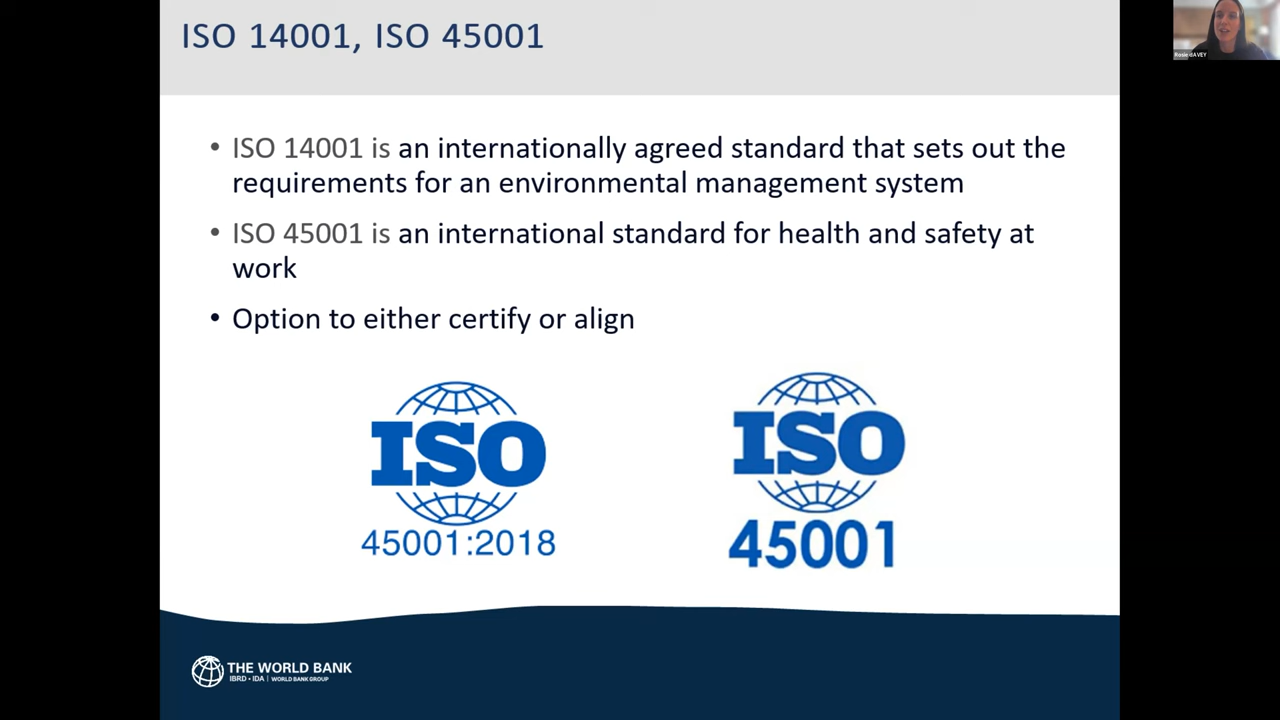 ISO 14001, ISO 45001
Rosie dAVEY
• ISO 14001 is an internationally agreed standard that sets out the
requirements for an environmental management system
• ISO 45001 is an international standard for health and safety at
work
• Option to either certify or align
ISO
45001:2018
ISO
45001
THE WORLD BANK
IBRD • IDA | WORLD BANK GROUP